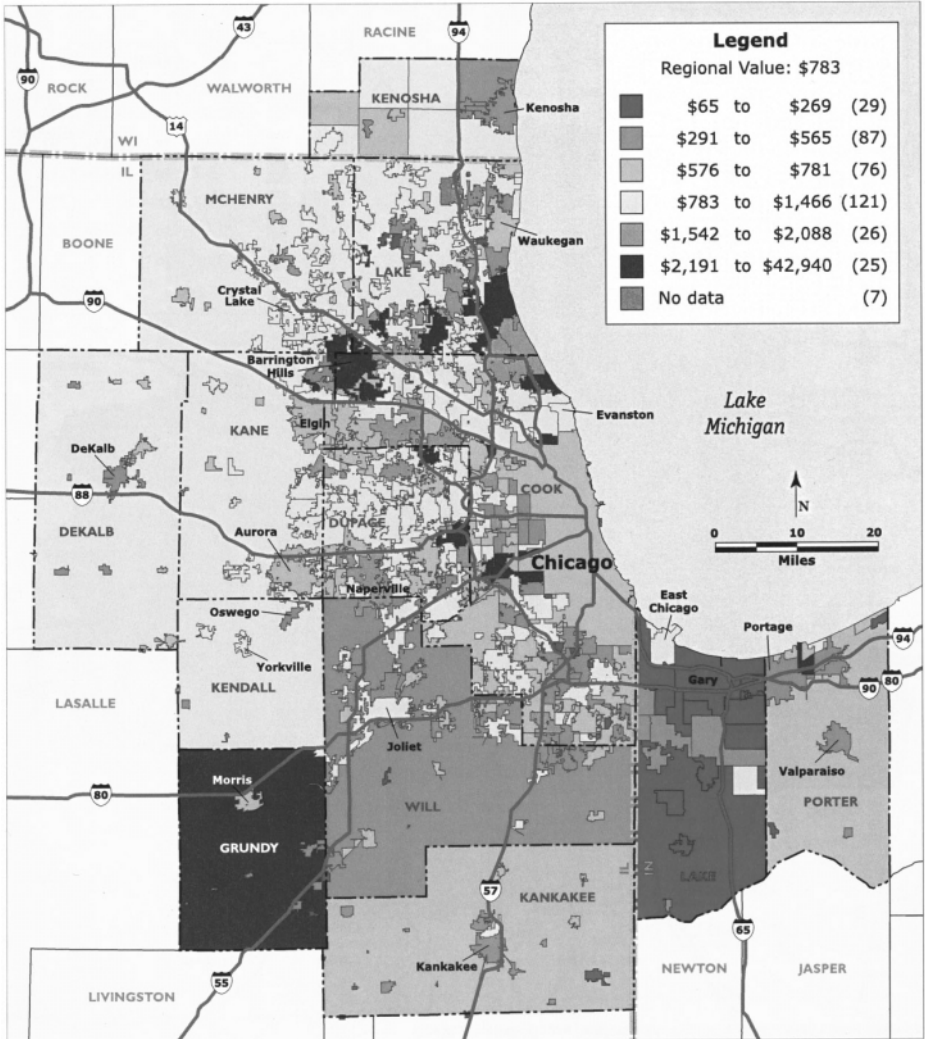 43
RACINE
94
90
ROCK
WALWORTH
KENOSHA
Kenosha
14
WI
IL
MCHENRY
BOONE
Waukegan
LAKE
Crystal
Lake
90
Barrington
Hills
Evanston
KANE
Elgin
DeKalb
COOK
88
DUPAGE
DEKALB
Aurora
Chicago
Naperville
Oswego
East
Chicago
Portage
94
Yorkville
KENDALL
Gary
90
80
LASALLE
Joliet
Morris
Valparaiso
80
WILL
PORTER
GRUNDY
IL
IN
LAKE
57
KANKAKEE
65
Kankakee
NEWTON
JASPER
55
LIVINGSTON
Legend
Regional Value: $783
$65 to $269 (29)
$291 to $565 (87)
$576 to $781 (76)
$783 to $1,466 (121)
$1,542 to $2,088 (26)
$2,191 to $42,940 (25)
No data (7)
Lake
Michigan
N
0 10 20
Miles